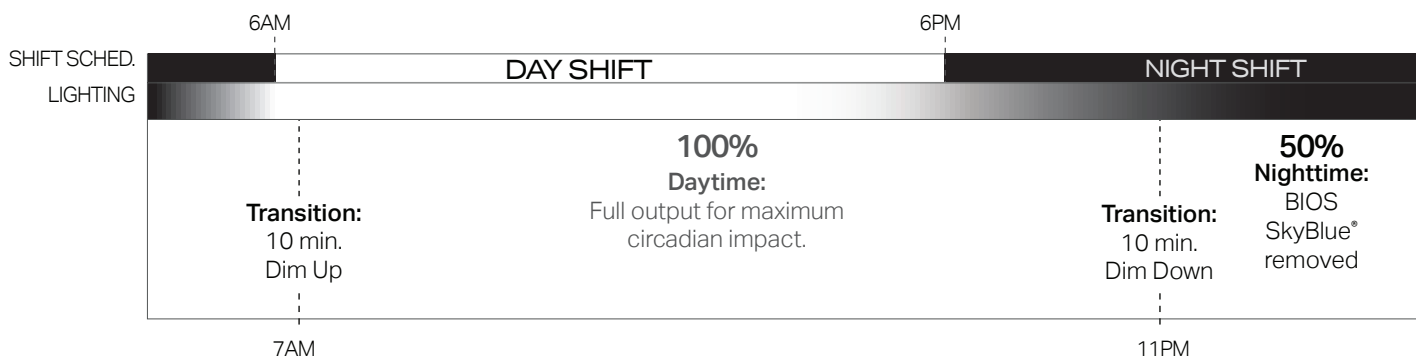 6AM
6PM
SHIFT SCHED.
DAY SHIFT
NIGHT SHIFT
LIGHTING
100%
Daytime:
Full output for maximum
circadian impact.
50%
Nighttime:
BIOS
SkyBlue®
removed
Transition:
10 min.
Dim Up
Transition:
10 min.
Dim Down
7AM
11PM